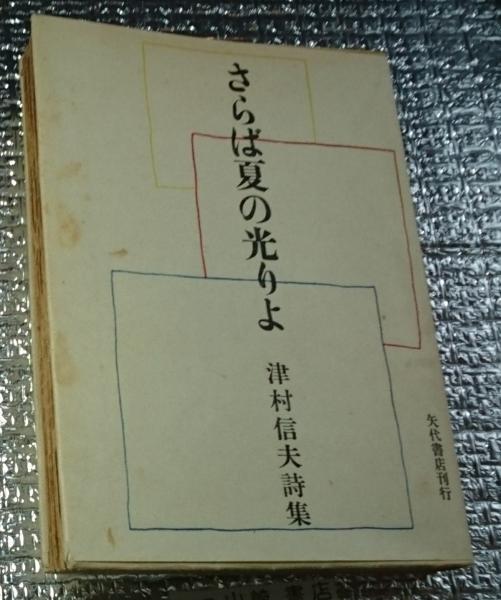 さらば夏の光りよ
津村信夫詩集
矢代書店刊行